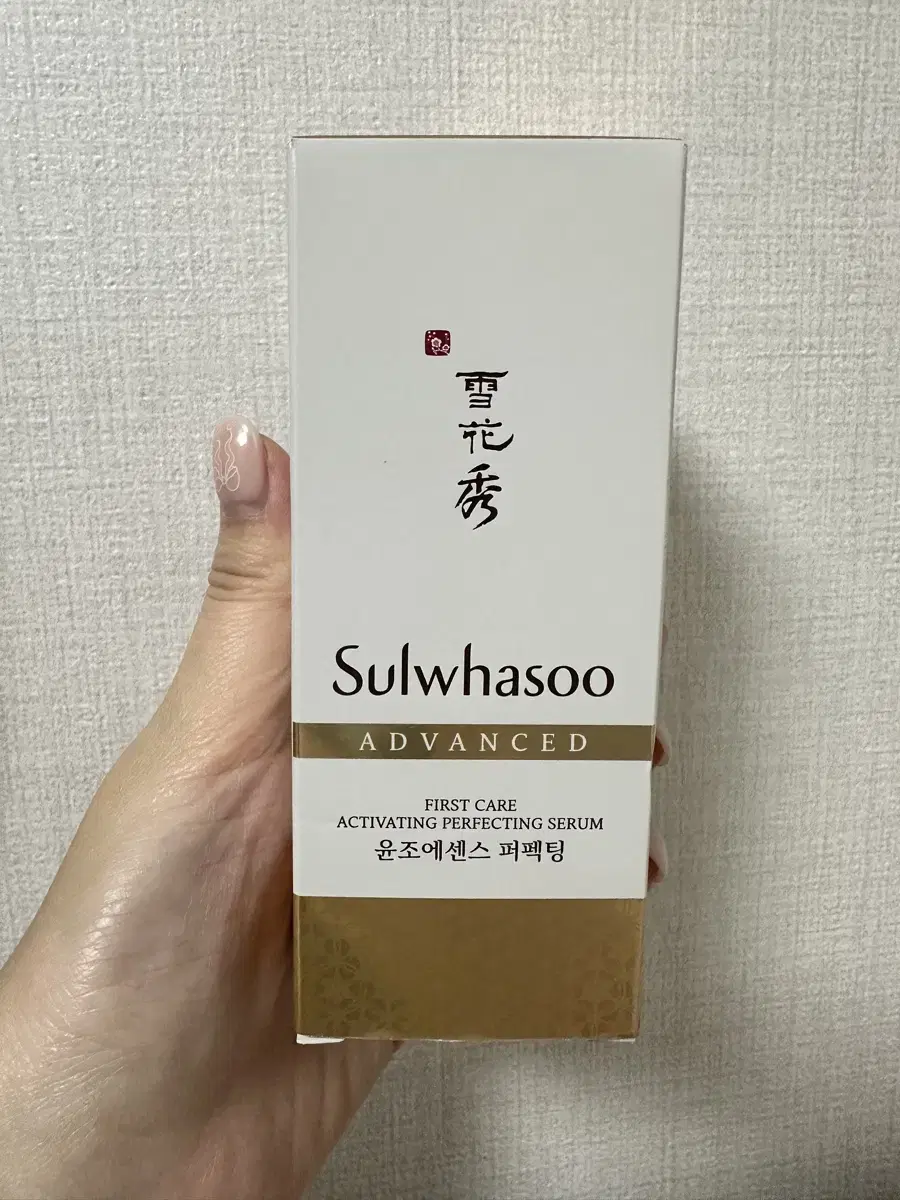 雪花秀
Sulwhasoo
ADVANCED
FIRST CARE
ACTIVATING PERFECTING SERUM
윤조에센스 퍼펙팅